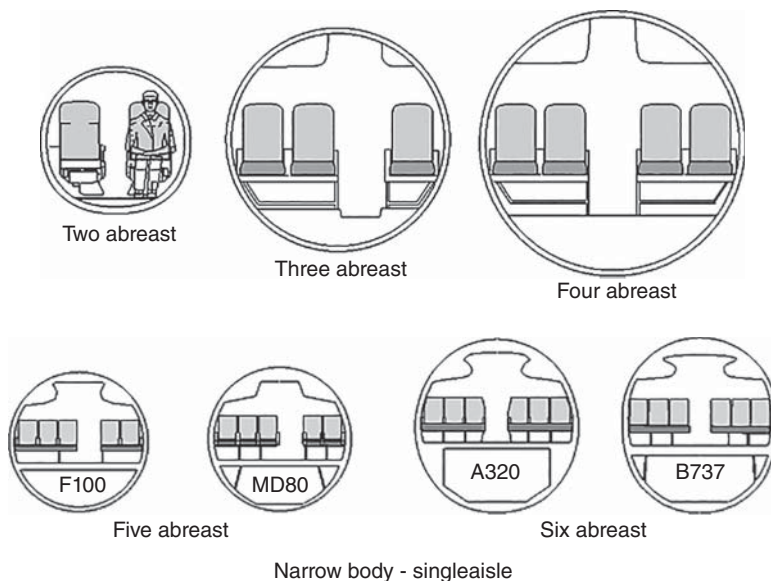 Two abreast
Three abreast
Four abreast
F100
MD80
A320
B737
Five abreast
Six abreast
Narrow body - singleaisle